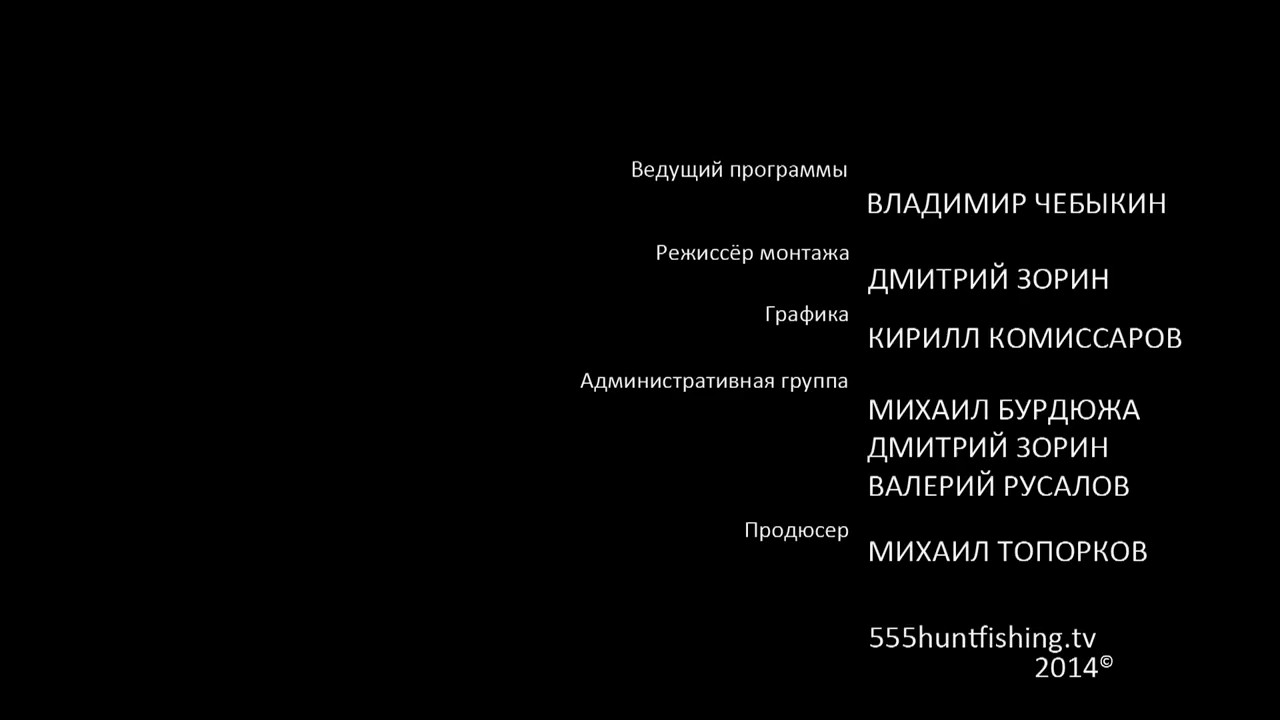 Ведущий программы
ВЛАДИМИР ЧЕБЫКИН
Режиссёр монтажа
ДМИТРИЙ ЗОРИН
Графика
КИРИЛЛ КОМИССАРОВ
Административная группа
МИХАИЛ БУРДЮЖА
ДМИТРИЙ ЗОРИН
ВАЛЕРИЙ РУСАЛОВ
Продюсер
МИХАИЛ ТОПОРКОВ
555huntfishing.tv
2014©